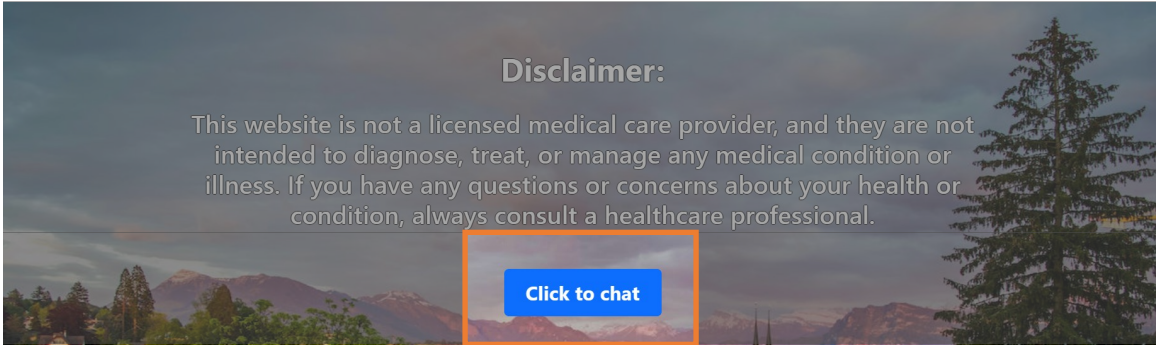 Disclaimer:
This website is not a licensed medical care provider, and they are not
intended to diagnose, treat, or manage any medical condition or
illness. If you have any questions or concerns about your health or
condition, always consult a healthcare professional.
Click to chat